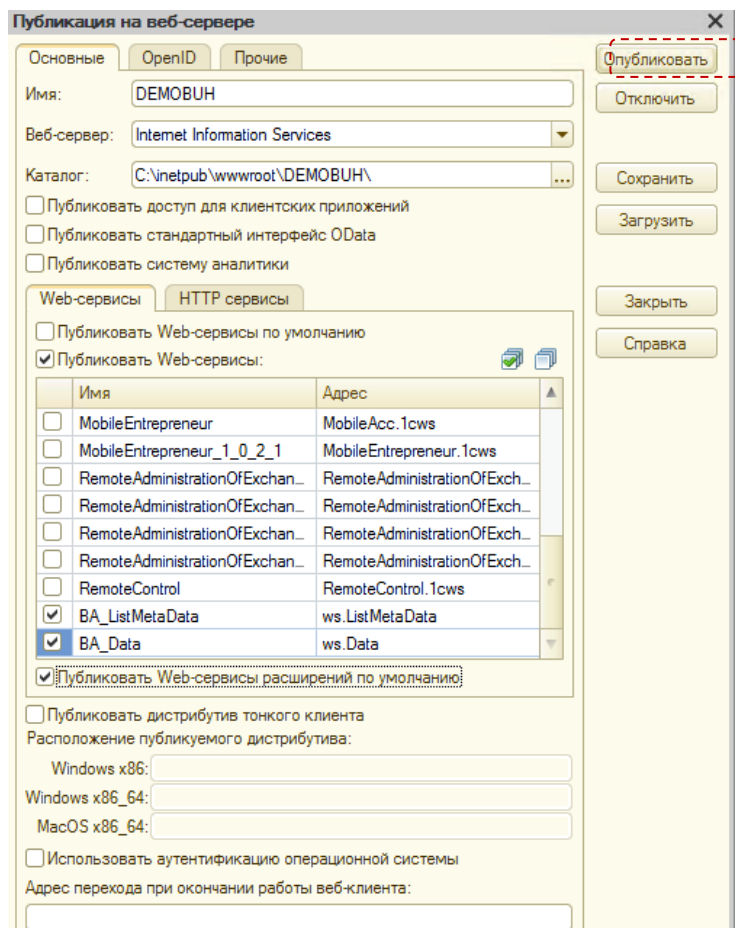 Публикация на веб-сервере
Основные OpenID Прочие
Опубликовать
Имя: DEMOBUH
Отключить
Веб-сервер: Internet Information Services
Каталог: C:\inetpub\wwwroot\DEMOBUH\ ...
Сохранить
Публиковать доступ для клиентских приложений
Загрузить
Публиковать стандартный интерфейс OData
Публиковать систему аналитики
Web-сервисы HTTP сервисы
Закрыть
Публиковать Web-сервисы по умолчанию
Справка
Публиковать Web-сервисы:
Имя Адрес
MobileEntrepreneur MobileAcc.1cws
MobileEntrepreneur_1_0_2_1 MobileEntrepreneur.1cws
RemoteAdministrationOfExchan... RemoteAdministrationOfExch...
RemoteAdministrationOfExchan... RemoteAdministrationOfExch...
RemoteAdministrationOfExchan... RemoteAdministrationOfExch...
RemoteAdministrationOfExchan... RemoteAdministrationOfExch...
RemoteControl RemoteControl.1cws
BA_ListMetaData ws.ListMetaData
BA_Data ws.Data
Публиковать Web-сервисы расширений по умолчанию
Публиковать дистрибутив тонкого клиента
Расположение публикуемого дистрибутива:
Windows x86:
Windows x86_64:
MacOS x86_64:
Использовать аутентификацию операционной системы
Адрес перехода при окончании работы веб-клиента: